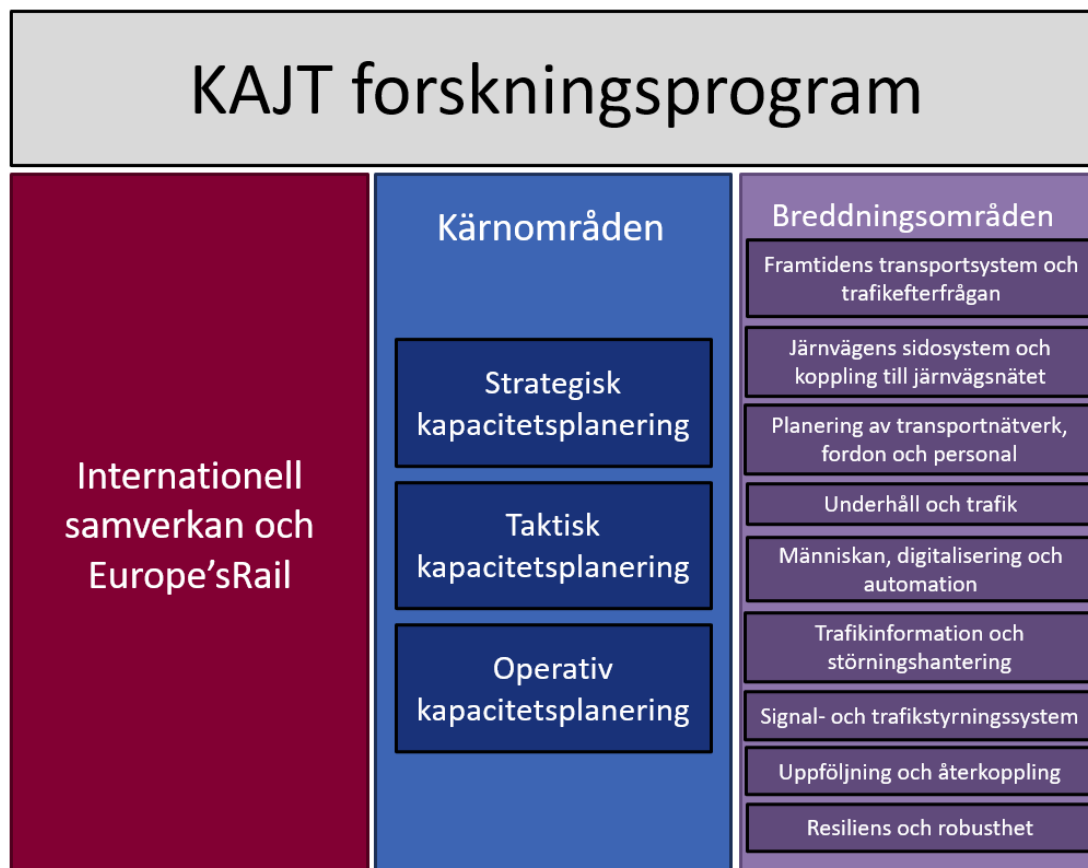 KAJT forskningsprogram
Internationell
samverkan och
Europe'sRail
Kärnområden
Strategisk
kapacitetsplanering
Taktisk
kapacitetsplanering
Operativ
kapacitetsplanering
Breddningsområden
Framtidens transportsystem och
trafikefterfrågan
Järnvägens sidosystem och
koppling till järnvägsnätet
Planering av transportnätverk,
fordon och personal
Underhåll och trafik
Människan, digitalisering och
automation
Trafikinformation och
störningshantering
Signal- och trafikstyrningssystem
Uppföljning och återkoppling
Resiliens och robusthet